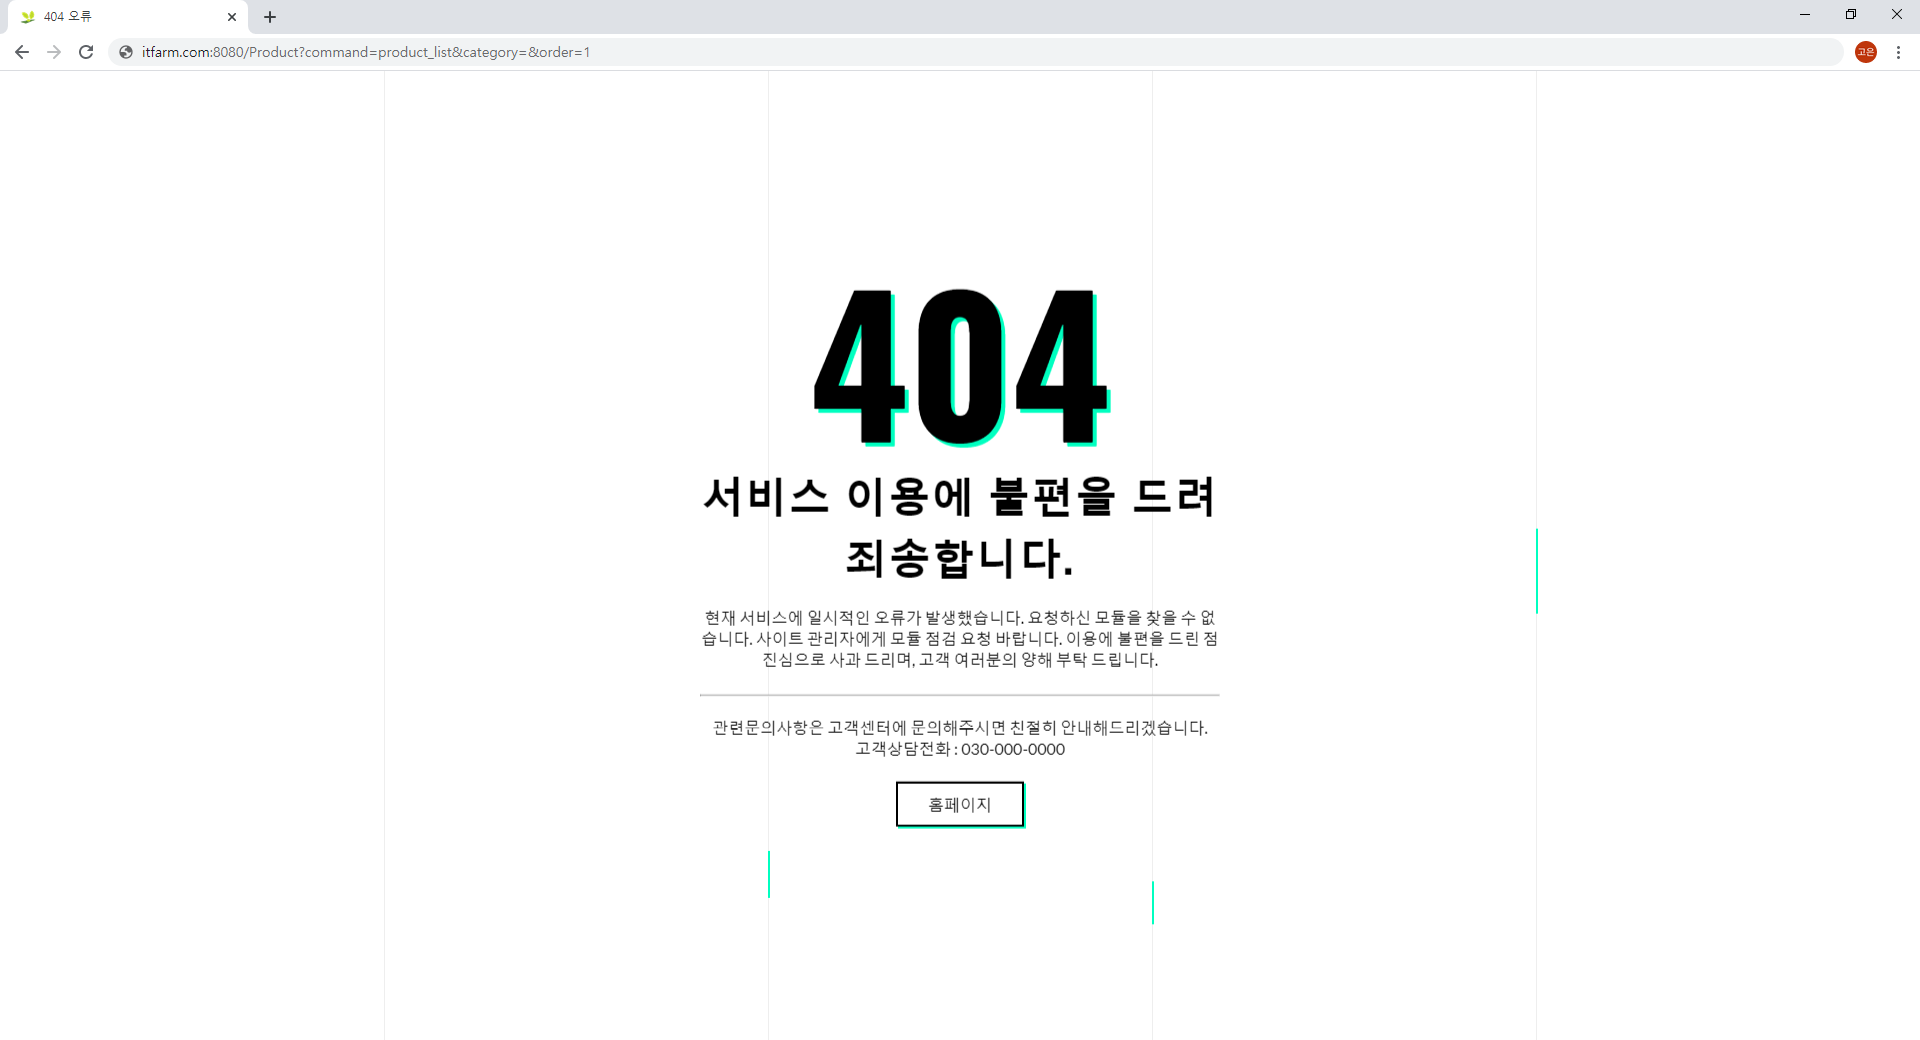 404 오류
itfarm.com:8080/Product?command=product_list&category=&order=1
고은
404
서비스 이용에 불편을 드려
죄송합니다.
현재 서비스에 일시적인 오류가 발생했습니다. 요청하신 모듈을 찾을 수 없
습니다. 사이트 관리자에게 모듈 점검 요청 바랍니다. 이용에 불편을 드린 점
진심으로 사과 드리며, 고객 여러분의 양해 부탁 드립니다.
관련문의사항은 고객센터에 문의해주시면 친절히 안내해드리겠습니다.
고객상담전화 : 030-000-0000
홈페이지